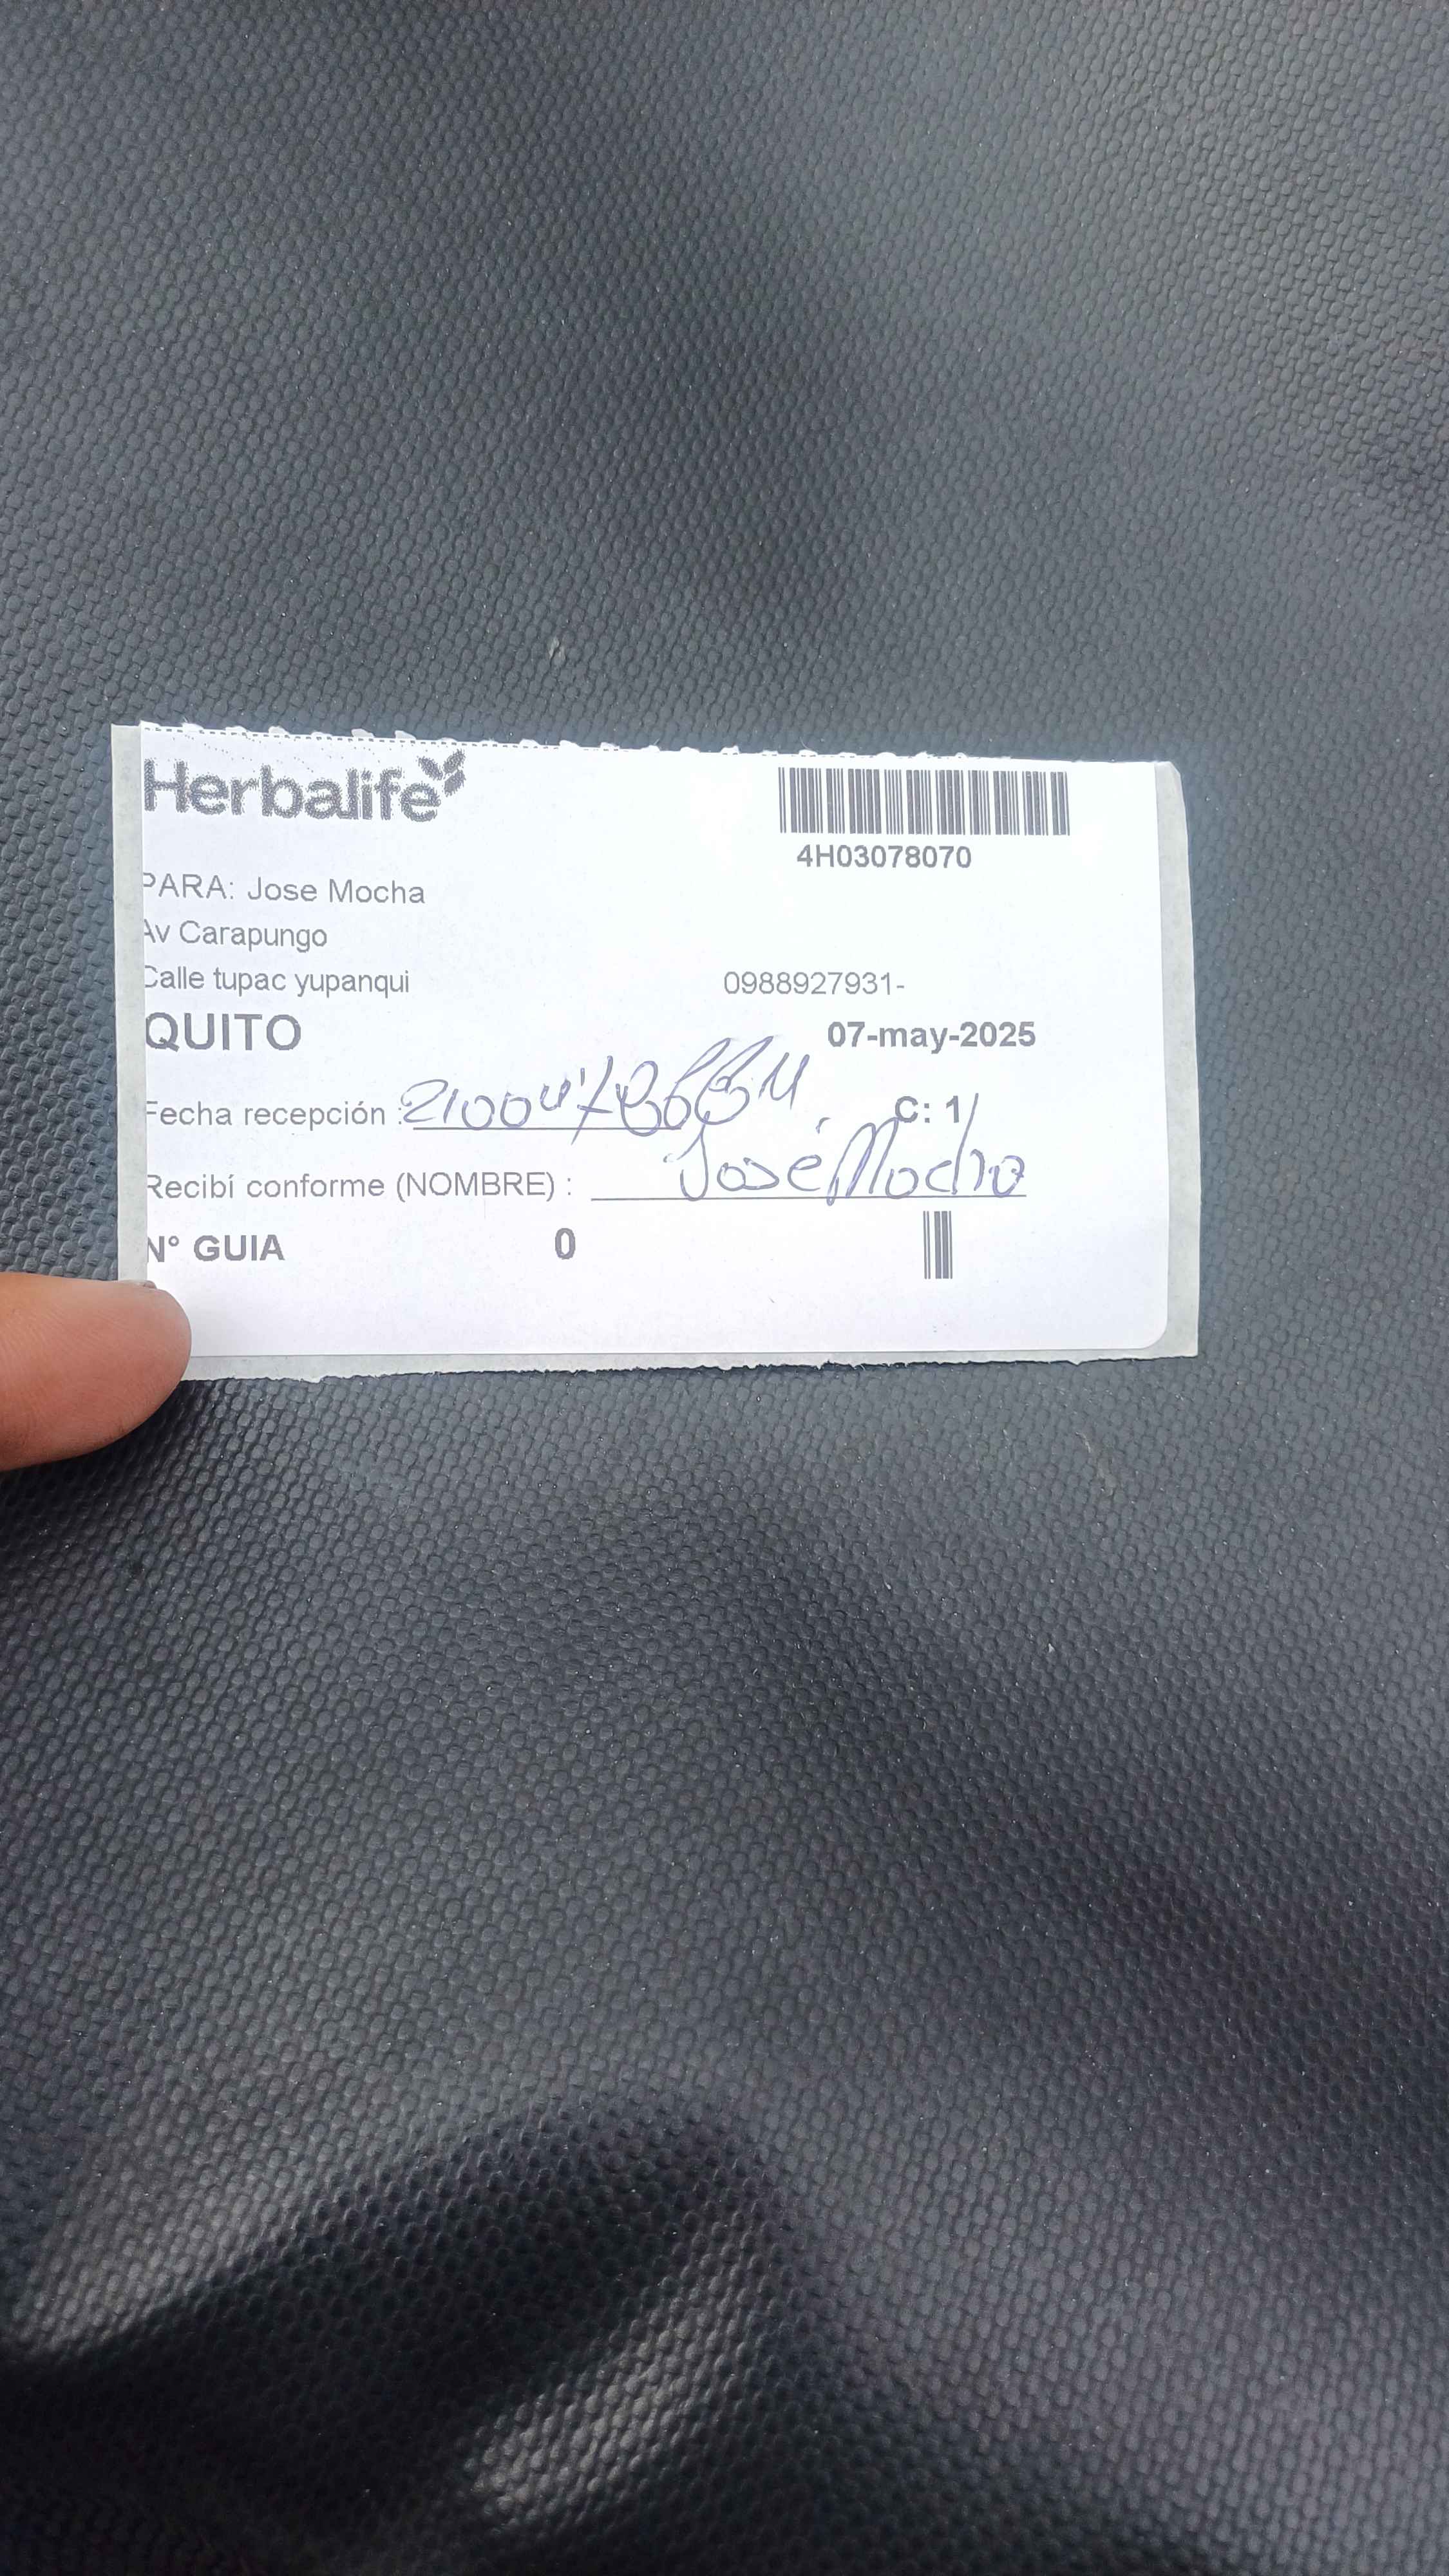 Herbalife
4H03078070
PARA: Jose Mocha
Av Carapungo
Calle tupac yupanqui 0988927931-
QUITO 07-may-2025
Fecha recepción : C: 1/
Recibí conforme (NOMBRE) : José Mocha
N° GUIA 0